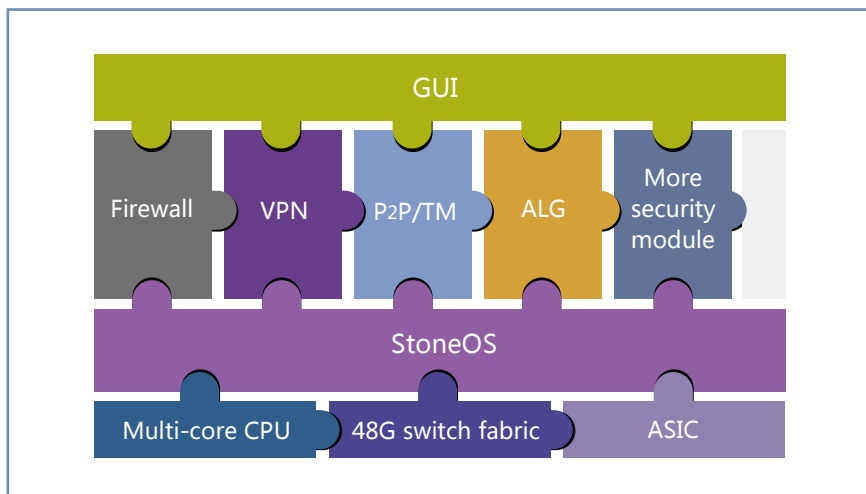 GUI
Firewall
VPN
P2P/TM
ALG
More
security
module
StoneOS
Multi-core CPU
48G switch fabric
ASIC